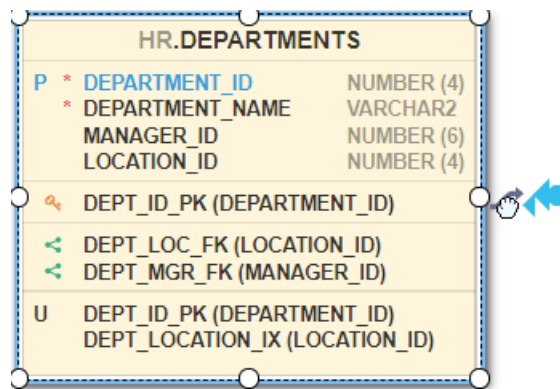 HR.DEPARTMENTS
P * DEPARTMENT_ID NUMBER (4)
* DEPARTMENT_NAME VARCHAR2
MANAGER_ID NUMBER (6)
LOCATION_ID NUMBER (4)
DEPT_ID_PK (DEPARTMENT_ID)
DEPT_LOC_FK (LOCATION_ID)
DEPT_MGR_FK (MANAGER_ID)
U DEPT_ID_PK (DEPARTMENT_ID)
DEPT_LOCATION_IX (LOCATION_ID)